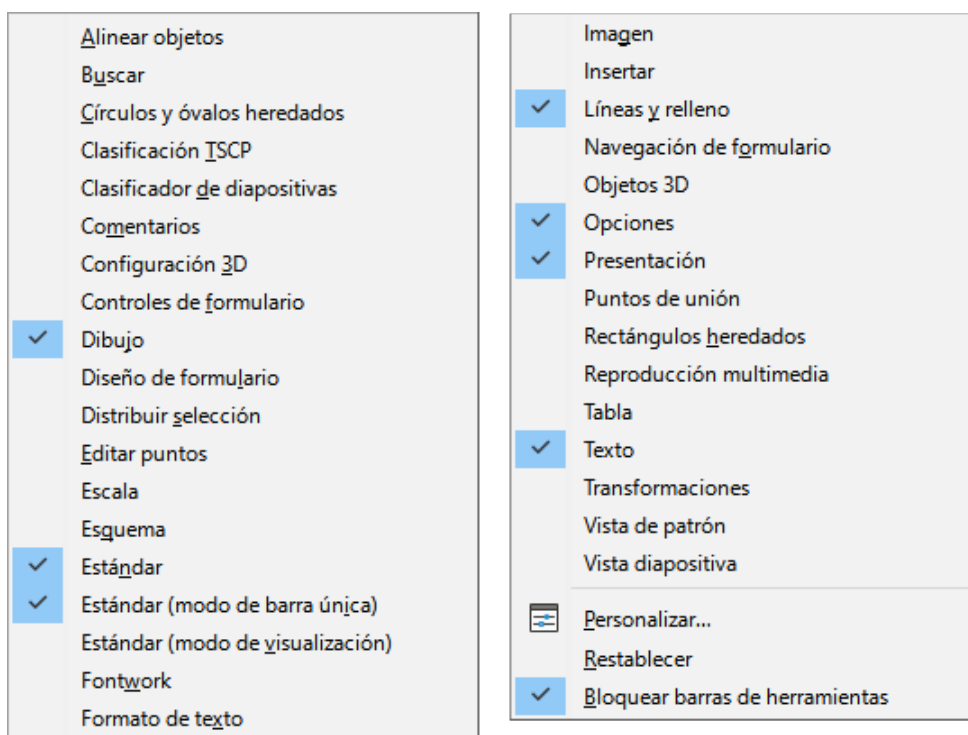 Alinear objetos
Buscar
Círculos y óvalos heredados
Clasificación TSCP
Clasificador de diapositivas
Comentarios
Configuración 3D
Controles de formulario
Dibujo
Diseño de formulario
Distribuir selección
Editar puntos
Escala
Esquema
Estándar
Estándar (modo de barra única)
Estándar (modo de visualización)
Fontwork
Formato de texto
Imagen
Insertar
Líneas y relleno
Navegación de formulario
Objetos 3D
Opciones
Presentación
Puntos de unión
Rectángulos heredados
Reproducción multimedia
Tabla
Texto
Transformaciones
Vista de patrón
Vista diapositiva
Personalizar...
Restablecer
Bloquear barras de herramientas